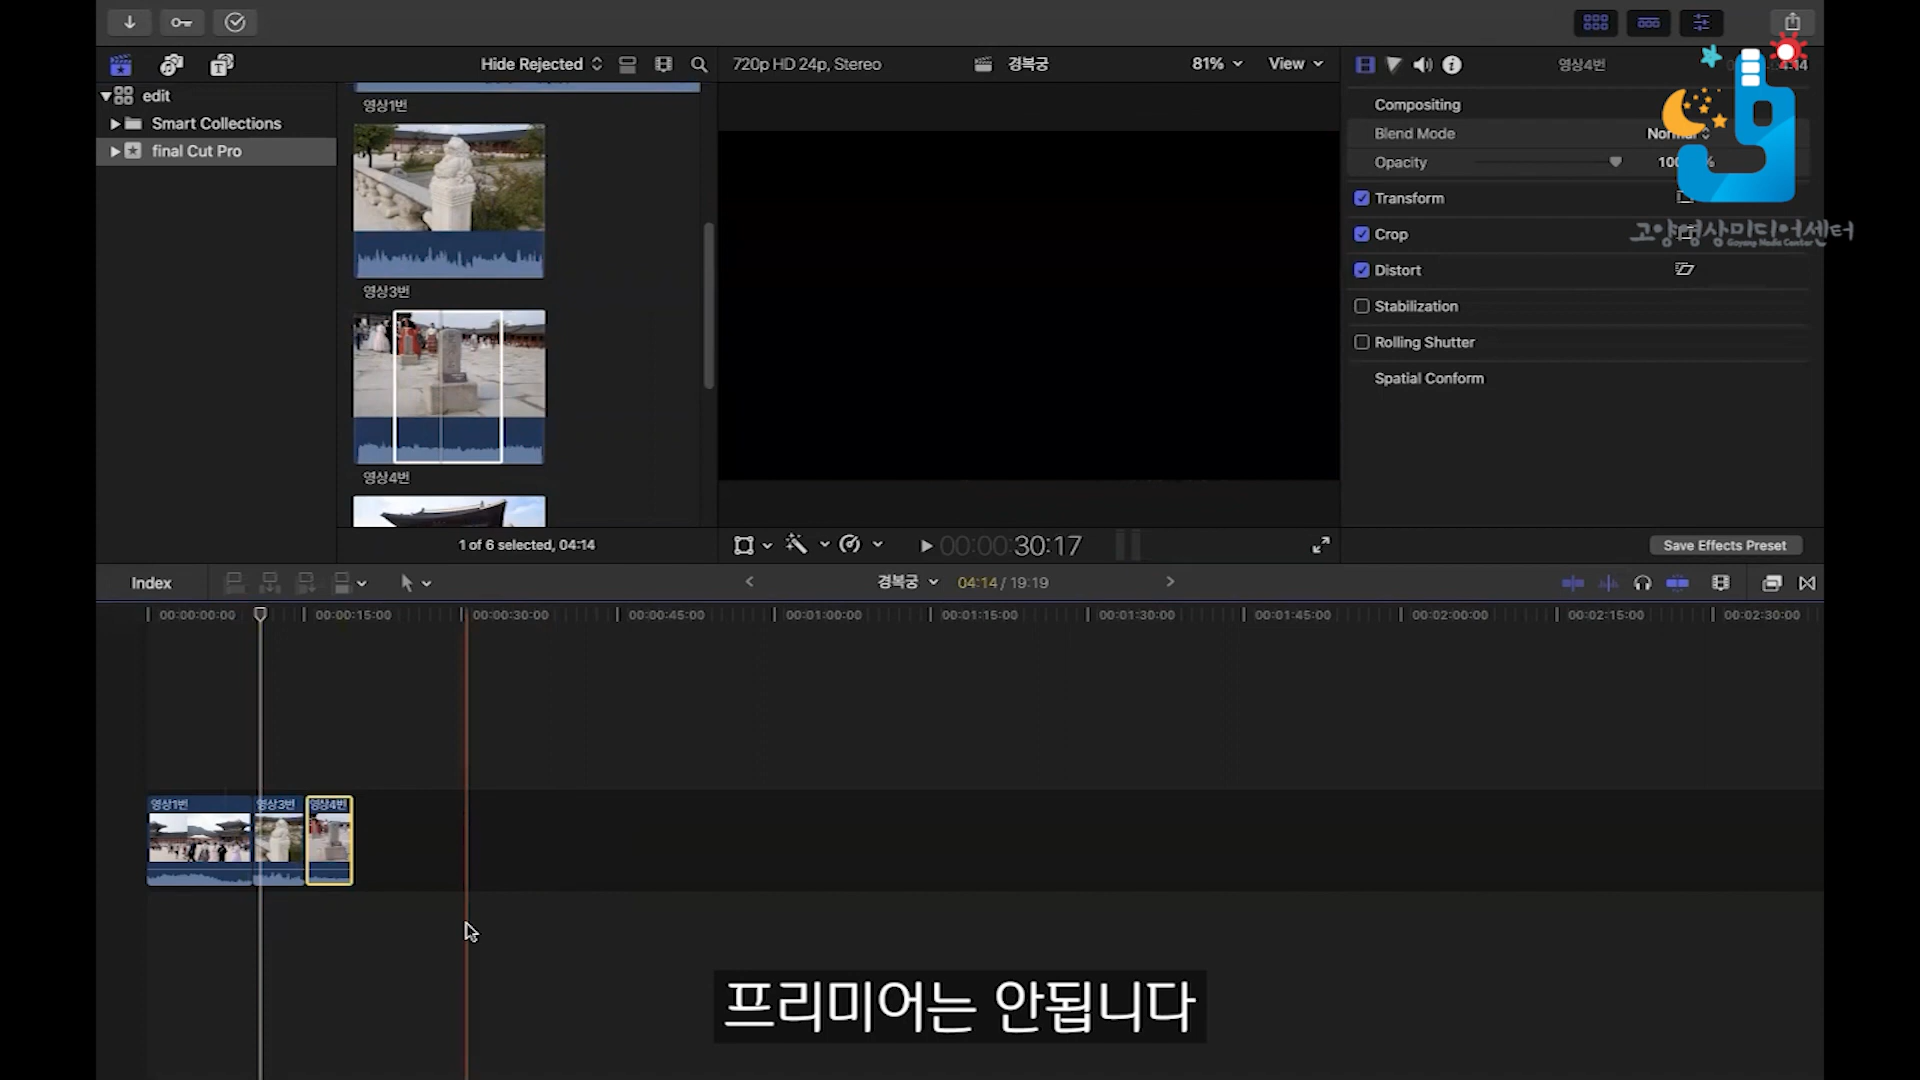 Hide Rejected
720p HD 24p, Stereo
경복궁
81%
View
영상4번
edit
Smart Collections
final Cut Pro
영상1번
영상3번
영상4번
1 of 6 selected, 04:14
00:00:00:30:17
Compositing
Blend Mode
Opacity
Transform
Crop
Distort
Stabilization
Rolling Shutter
Spatial Conform
Save Effects Preset
고양영상미디어센터
Goyang Media Center
Index
경복궁
04:14 / 19:19
00:00:00:00
00:00:15:00
00:00:30:00
00:00:45:00
00:01:00:00
00:01:15:00
00:01:30:00
00:01:45:00
00:02:00:00
00:02:15:00
00:02:30:00
영상1번
영상3번
영상4번
프리미어는 안됩니다